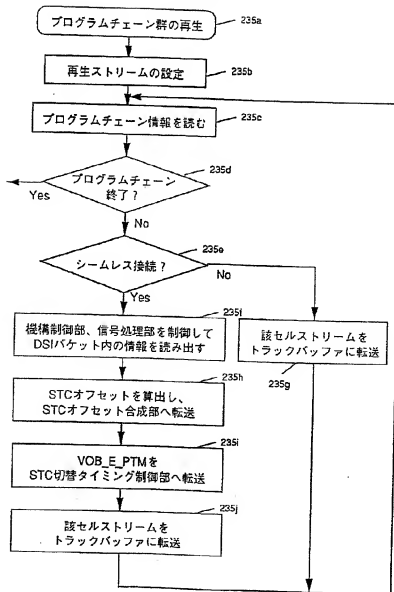 プログラムチェーン群の再生
235a
再生ストリームの設定
235b
プログラムチェーン情報を読む
235c
プログラムチェーン
終了？
235d
Yes
No
シームレス接続？
235e
No
Yes
機構制御部、信号処理部を制御して
DSIパケット内の情報を読み出す
235f
該セルストリームを
トラックバッファに転送
235g
STCオフセットを算出し、
STCオフセット合成部へ転送
235h
VOB_E_PTMを
STC切替タイミング制御部へ転送
235i
該セルストリームを
トラックバッファに転送
235j